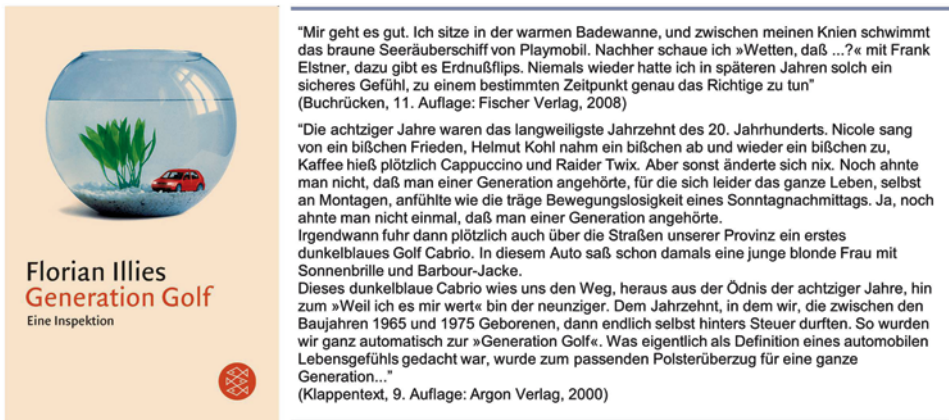 Florian Illies
Generation Golf
Eine Inspektion
“Mir geht es gut. Ich sitze in der warmen Badewanne, und zwischen meinen Knien schwimmt
das braune Seeräuberschiff von Playmobil. Nachher schaue ich »Wetten, daß ...?« mit Frank
Elstner, dazu gibt es Erdnußflips. Niemals wieder hatte ich in späteren Jahren solch ein
sicheres Gefühl, zu einem bestimmten Zeitpunkt genau das Richtige zu tun”
(Buchrücken, 11. Auflage: Fischer Verlag, 2008)
“Die achtziger Jahre waren das langweiligste Jahrzehnt des 20. Jahrhunderts. Nicole sang
von ein bißchen Frieden, Helmut Kohl nahm ein bißchen ab und wieder ein bißchen zu,
Kaffee hieß plötzlich Cappuccino und Raider Twix. Aber sonst änderte sich nix. Noch ahnte
man nicht, daß man einer Generation angehörte, für die sich leider das ganze Leben, selbst
an Montagen, anfühlte wie die träge Bewegungslosigkeit eines Sonntagnachmittags. Ja, noch
ahnte man nicht einmal, daß man einer Generation angehörte.
Irgendwann fuhr dann plötzlich auch über die Straßen unserer Provinz ein erstes
dunkelblaues Golf Cabrio. In diesem Auto saß schon damals eine junge blonde Frau mit
Sonnenbrille und Barbour-Jacke.
Dieses dunkelblaue Cabrio wies uns den Weg, heraus aus der Ödnis der achtziger Jahre, hin
zum »Weil ich es mir wert« bin der neunziger. Dem Jahrzehnt, in dem wir, die zwischen den
Baujahren 1965 und 1975 Geborenen, dann endlich selbst hinters Steuer durften. So wurden
wir ganz automatisch zur »Generation Golf«. Was eigentlich als Definition eines automobilen
Lebensgefühls gedacht war, wurde zum passenden Polsterüberzug für eine ganze
Generation...”
(Klappentext, 9. Auflage: Argon Verlag, 2000)